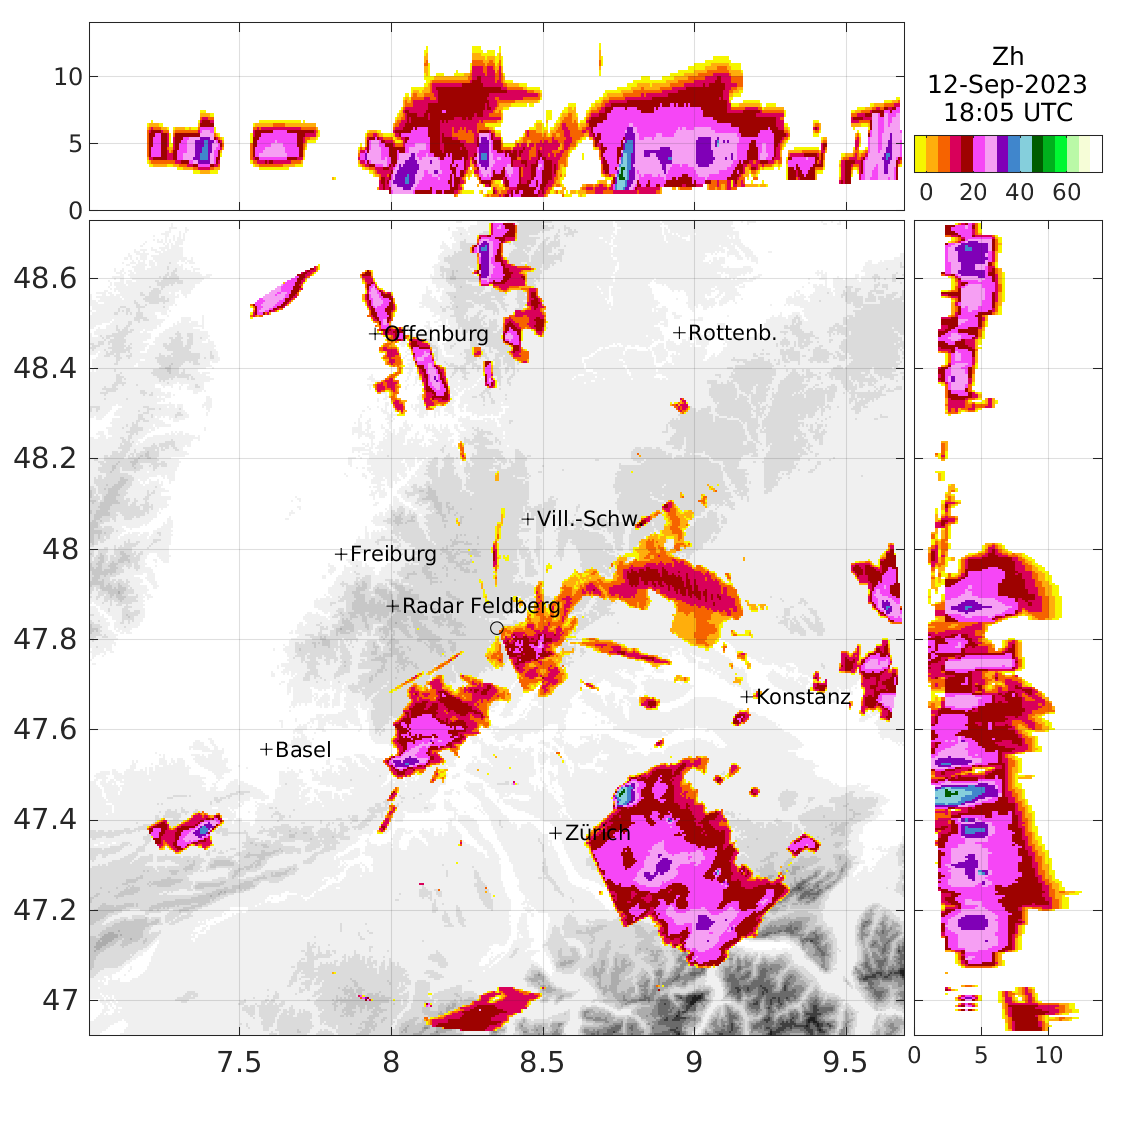 Zh
12-Sep-2023
18:05 UTC
0 20 40 60
10
5
0
48.6
48.4
48.2
48
47.8
47.6
47.4
47.2
47
Offenburg
Rottenb.
Vill.-Schw.
Freiburg
Radar Feldberg
Konstanz
Basel
Zürich
7.5 8 8.5 9 9.5
0 5 10